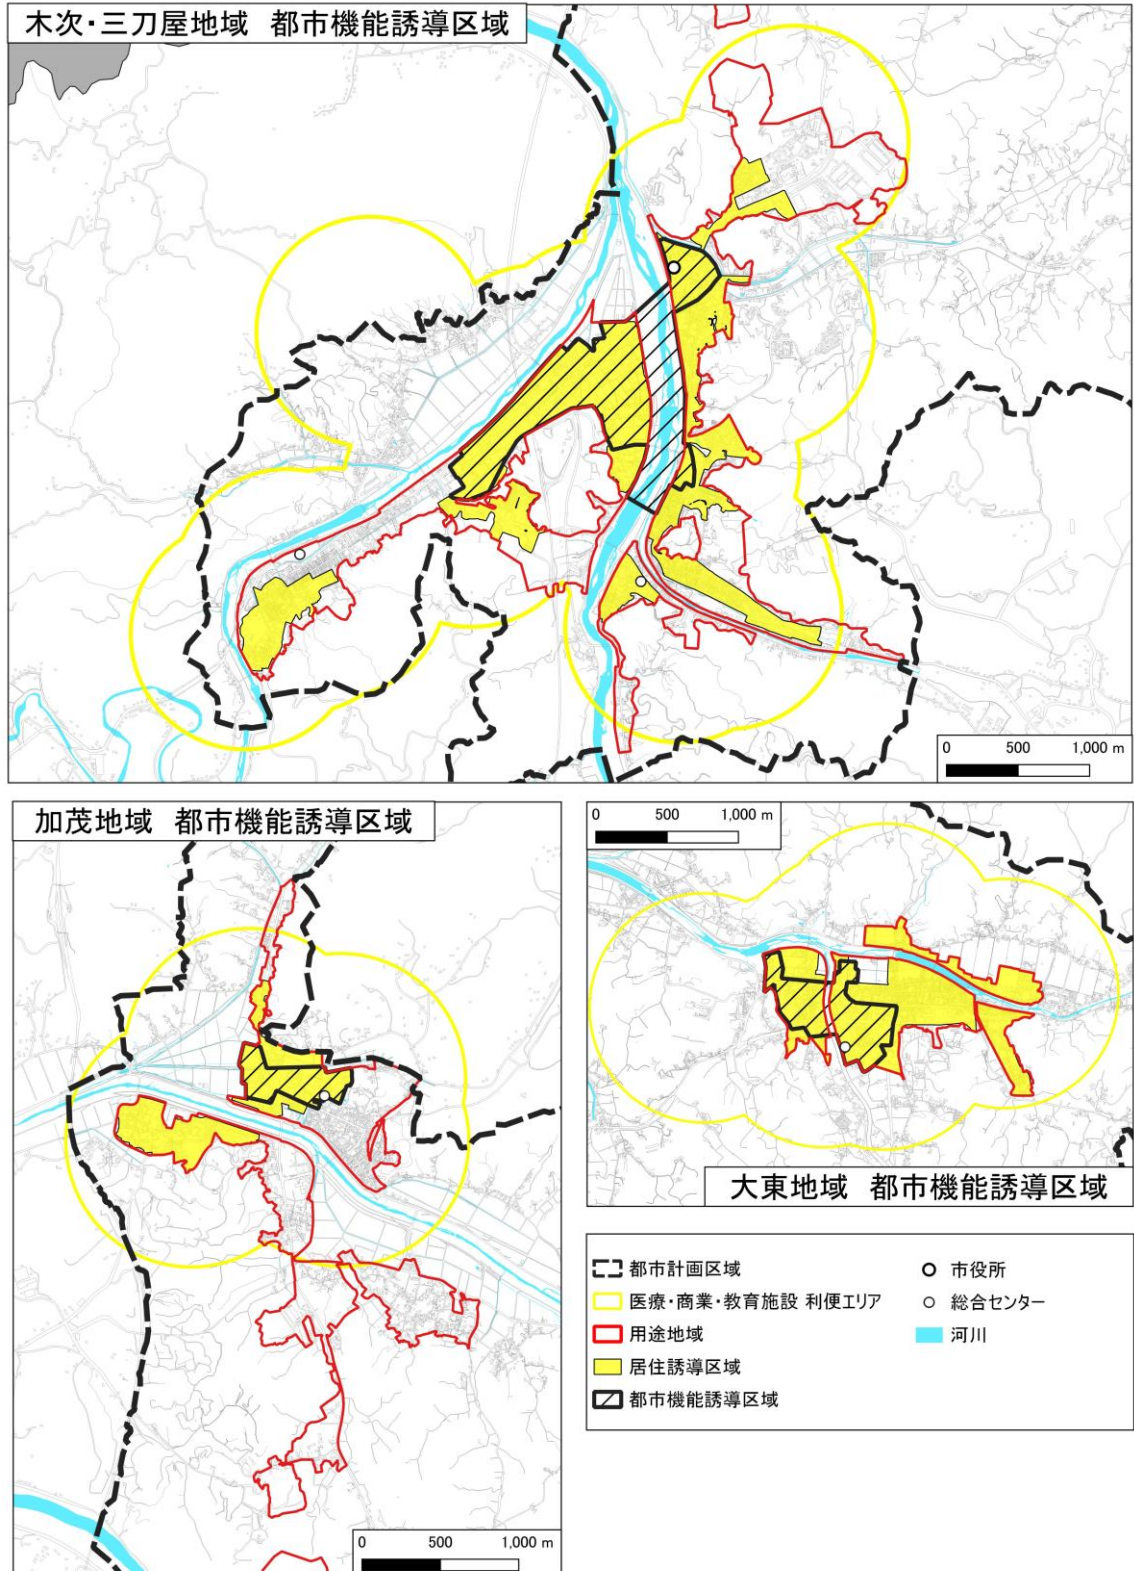 木次・三刀屋地域 都市機能誘導区域
0 500 1,000 m
加茂地域 都市機能誘導区域
0 500 1,000 m
0 500 1,000 m
大東地域 都市機能誘導区域
都市計画区域
医療・商業・教育施設 利便エリア
用途地域
居住誘導区域
都市機能誘導区域
市役所
総合センター
河川